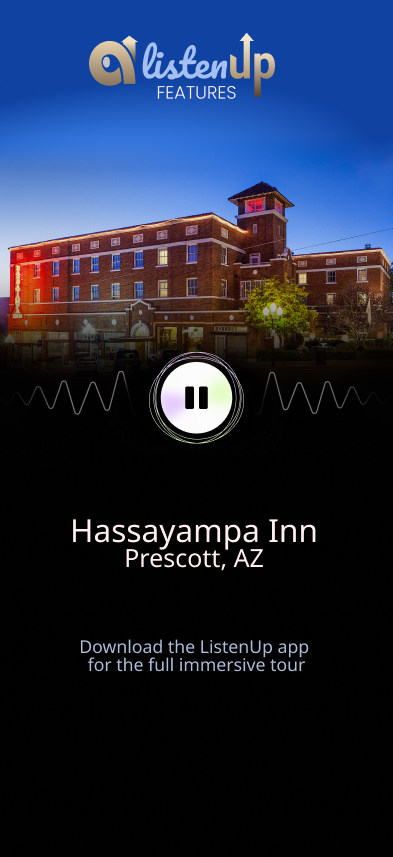 listenup
FEATURES
Hassayampa Inn
Prescott, AZ
Download the ListenUp app
for the full immersive tour